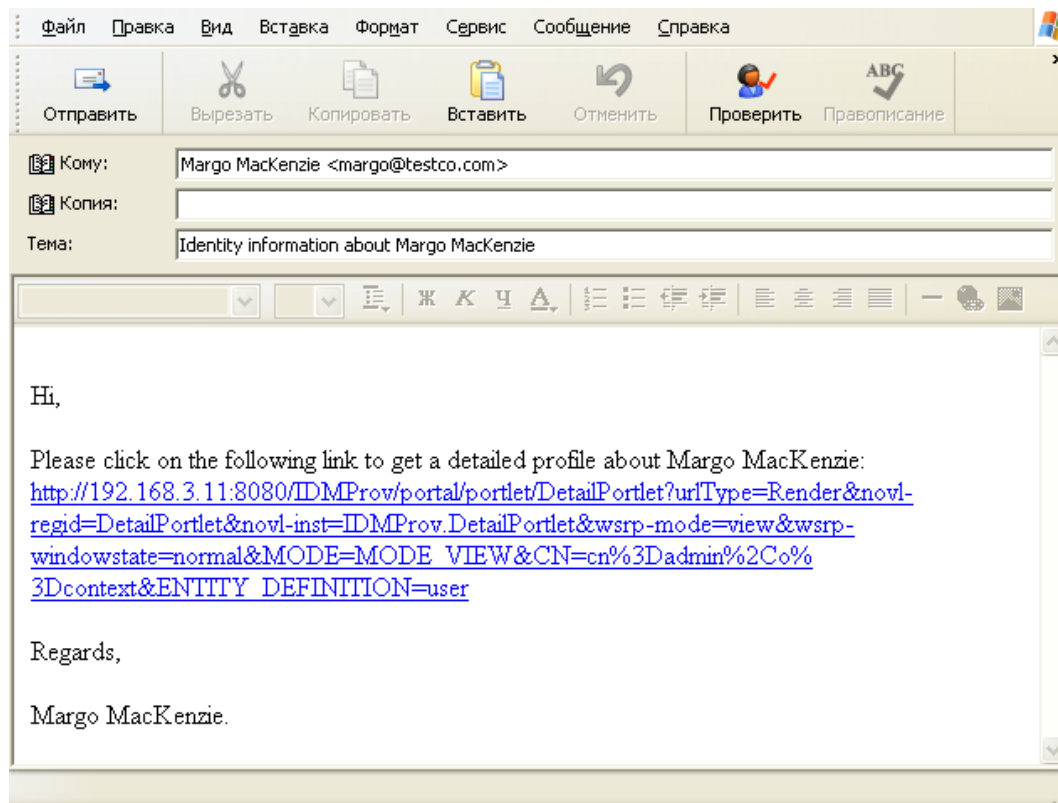 Файл Правка Вид Вставка Формат Сервис Сообщение Справка
ABC
Отправить Вырезать Копировать Вставить Отменить Проверить Правописание
Кому: Margo MacKenzie <margo@testco.com>
Копия:
Тема: Identity information about Margo MacKenzie
Ж К Ч А
Hi,
Please click on the following link to get a detailed profile about Margo MacKenzie:
http://192.168.3.11:8080/IDMProv/portal/portlet/DetailPortlet?urlType=Render&novl-
regid=DetailPortlet&novl-inst=IDMProv.DetailPortlet&wsrp-mode=view&wsrp-
windowstate=normal&MODE=MODE_VIEW&CN=cn%3Dadmin%2Co%
3Dcontext&ENTITY_DEFINITION=user
Regards,
Margo MacKenzie.